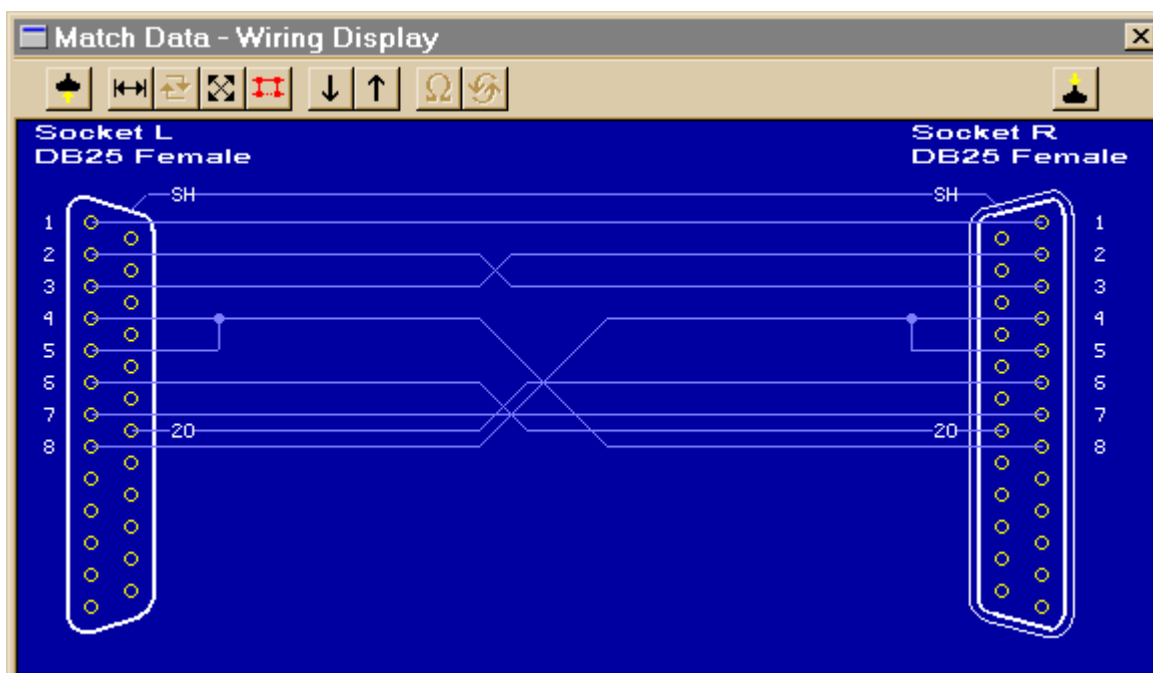 Match Data - Wiring Display
Socket L
DB25 Female
Socket R
DB25 Female
SH SH
1 1
2 2
3 3
4 4
5 5
6 6
7 7
20 20
8 8